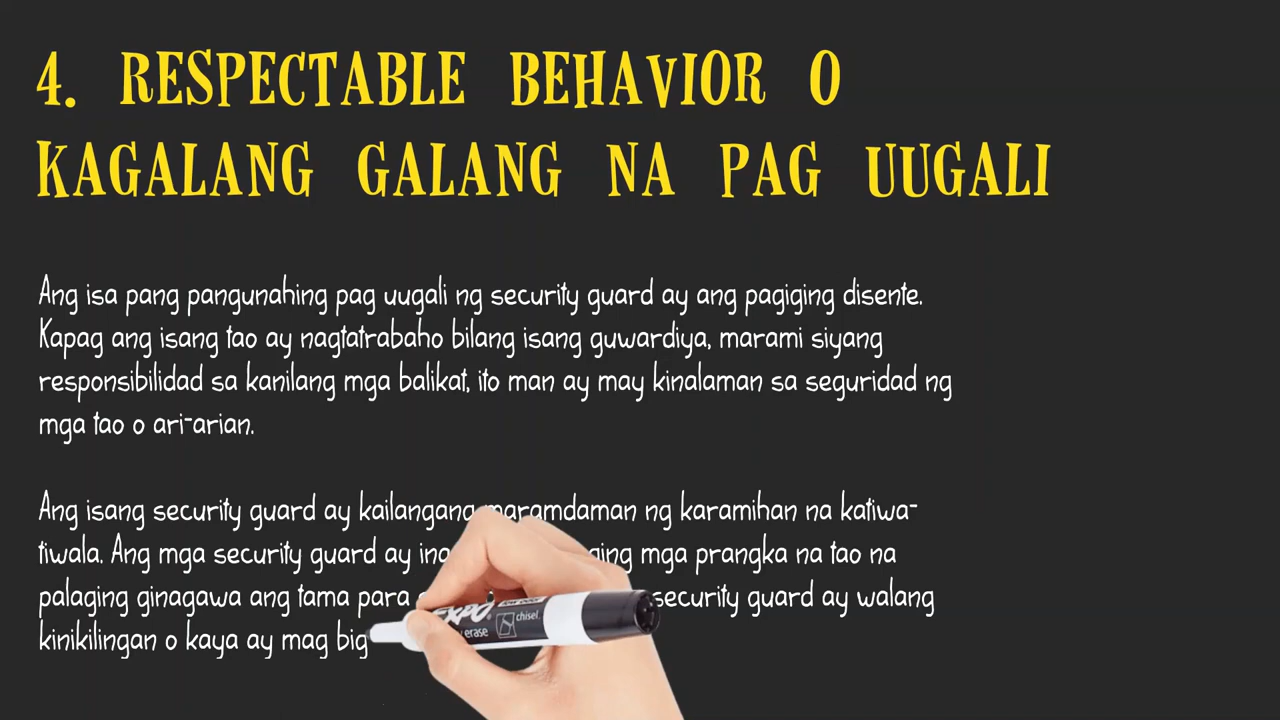 4. RESPECTABLE BEHAVIOR O
KAGALANG GALANG NA PAG UUGALI
Ang isa pang pangunahing pag uugali ng security guard ay ang pagiging disente.
Kapag ang isang tao ay nagtatrabaho bilang isang guwardiya, marami siyang
responsibilidad sa kanilang mga balikat, ito man ay may kinalaman sa seguridad ng
mga tao o ari-arian.
Ang isang security guard ay kailangang maramdaman ng karamihan na katiwa-
tiwala. Ang mga security guard ay mga prangka na tao na
palaging ginagawa ang tama para security guard ay walang
kinikilingan o kaya ay mag big
EXPO
chisel
erase